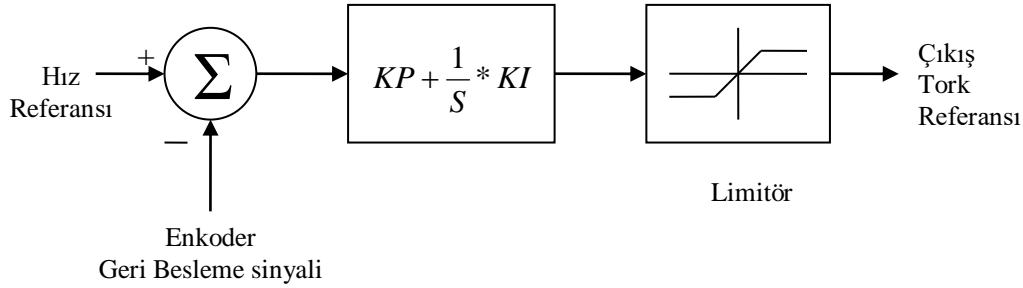 Hız
Referansı
+
−
Σ
KP + 1/S * KI
Çıkış
Tork
Referansı
Limitör
Enkoder
Geri Besleme sinyali